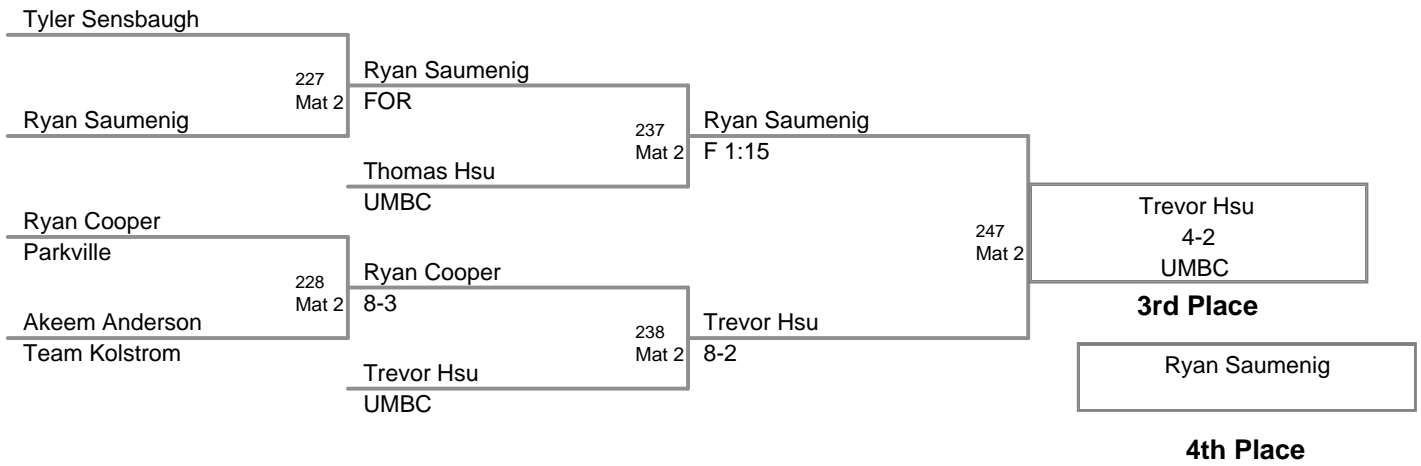 Tyler Sensbaugh
227
Mat 2
Ryan Saumenig
FOR
Ryan Saumenig
237
Mat 2
Ryan Saumenig
F 1:15
Thomas Hsu
UMBC
Ryan Cooper
Parkville
228
Mat 2
Ryan Cooper
8-3
Akeem Anderson
Team Kolstrom
238
Mat 2
Trevor Hsu
8-2
Trevor Hsu
UMBC
247
Mat 2
Trevor Hsu
4-2
UMBC
3rd Place
Ryan Saumenig
4th Place